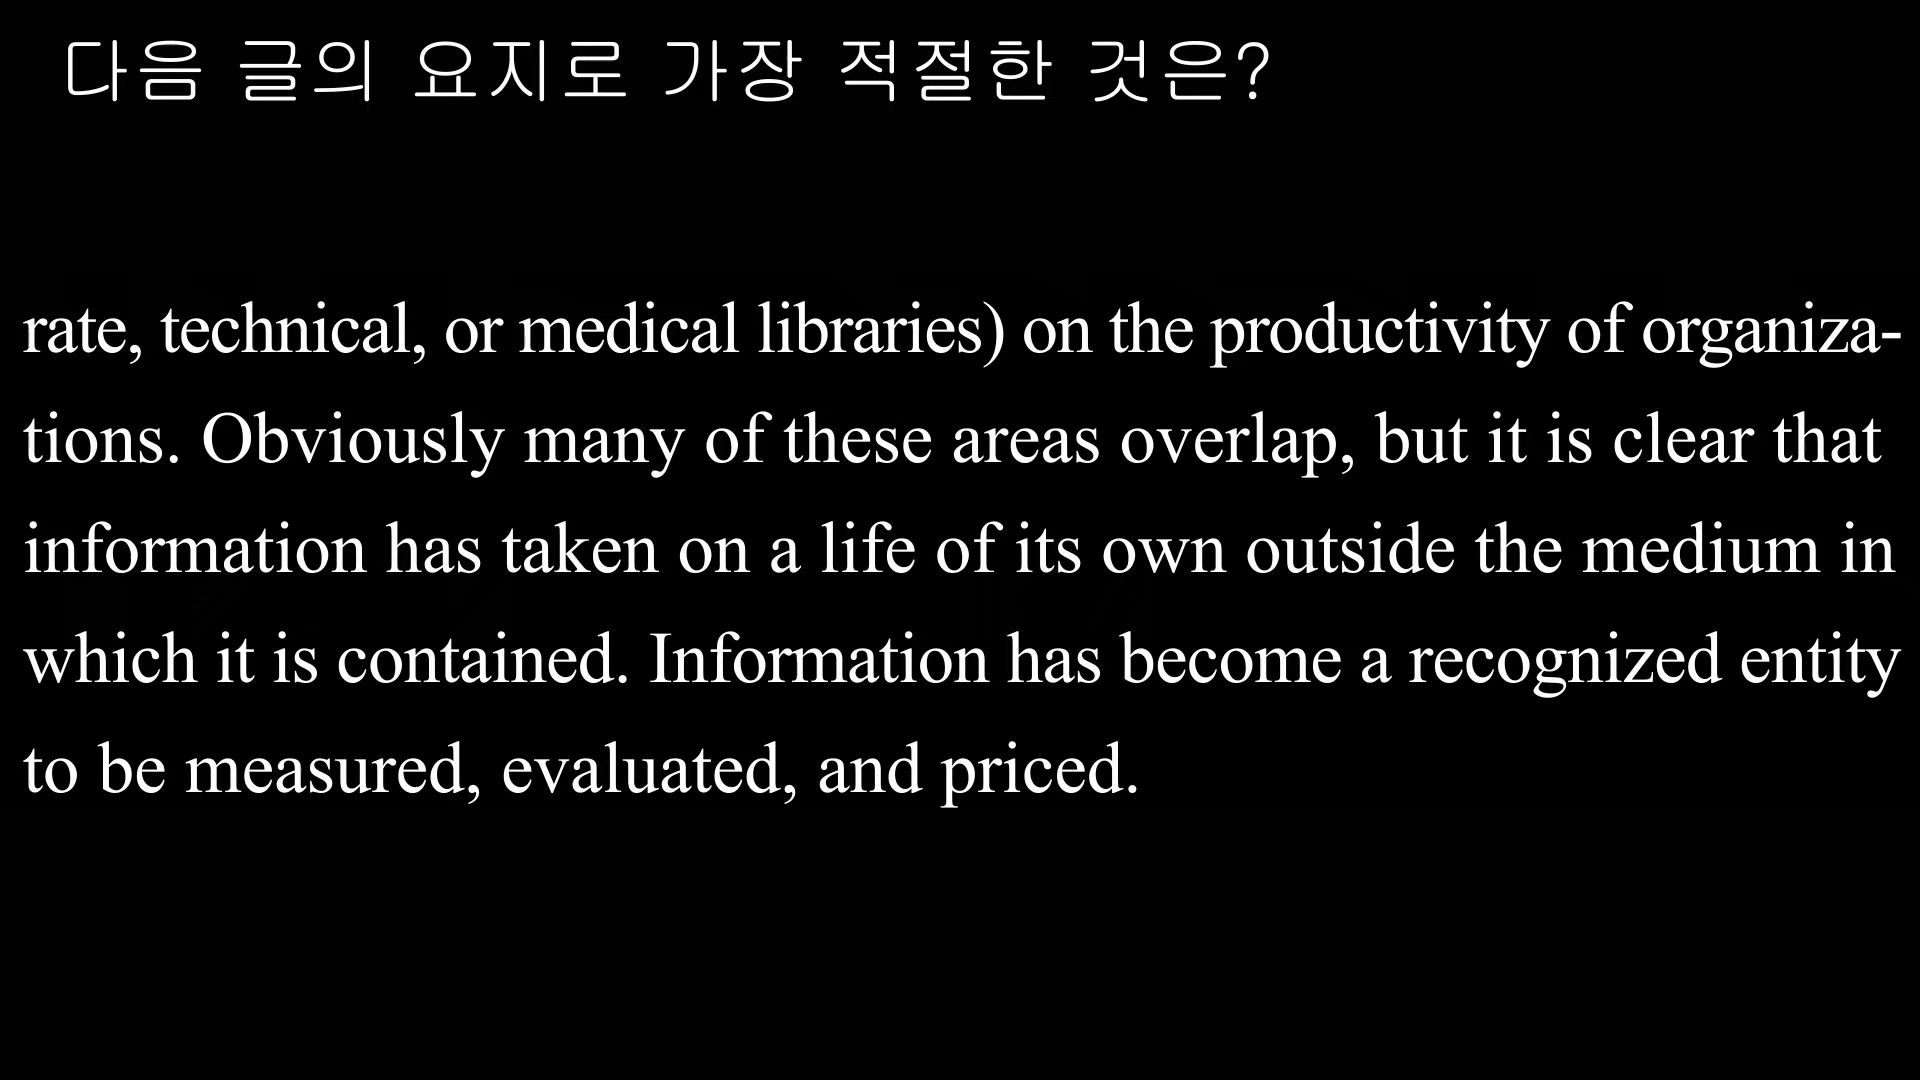 다음 글의 요지로 가장 적절한 것은?
rate, technical, or medical libraries) on the productivity of organiza-
tions. Obviously many of these areas overlap, but it is clear that
information has taken on a life of its own outside the medium in
which it is contained. Information has become a recognized entity
to be measured, evaluated, and priced.